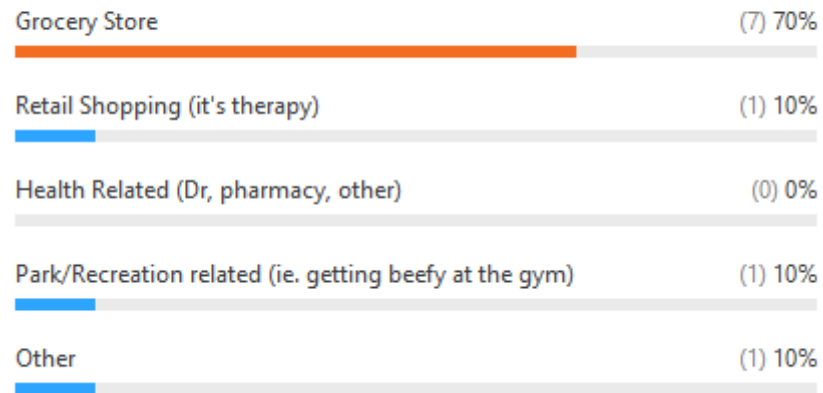 Grocery Store (7) 70%
Retail Shopping (it's therapy) (1) 10%
Health Related (Dr, pharmacy, other) (0) 0%
Park/Recreation related (ie. getting beefy at the gym) (1) 10%
Other (1) 10%